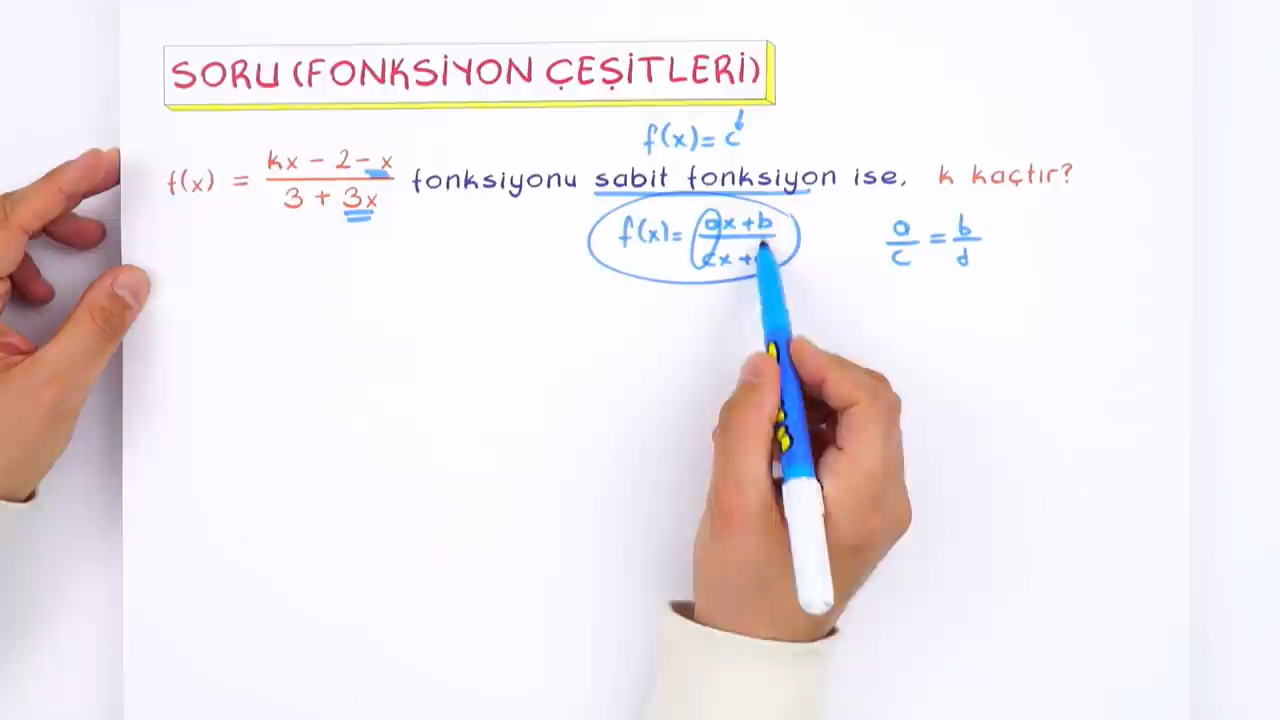 SORU (FONKSİYON ÇEŞİTLERİ)
f(x) = c
f(x) = kx - 2 - x / 3 + 3x fonksiyonu sabit fonksiyon ise, k kaçtır?
f(x) = ax + b / cx +
a/c = b/d